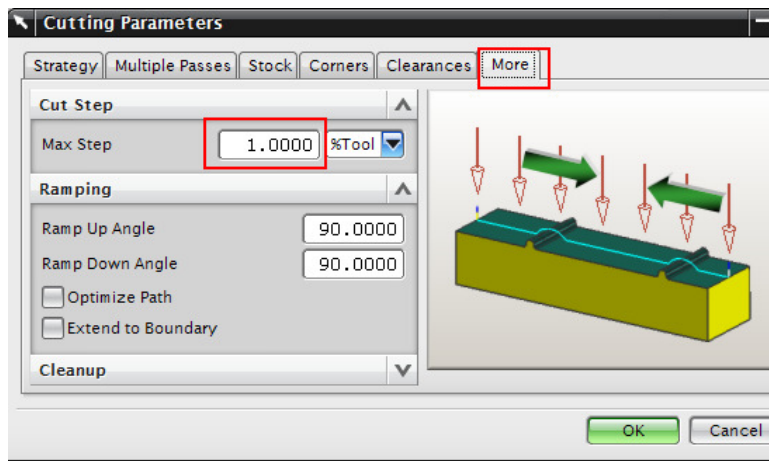 Cutting Parameters
Strategy Multiple Passes Stock Corners Clearances More
Cut Step
Max Step 1.0000 %Tool
Ramping
Ramp Up Angle 90.0000
Ramp Down Angle 90.0000
Optimize Path
Extend to Boundary
Cleanup
OK Cancel